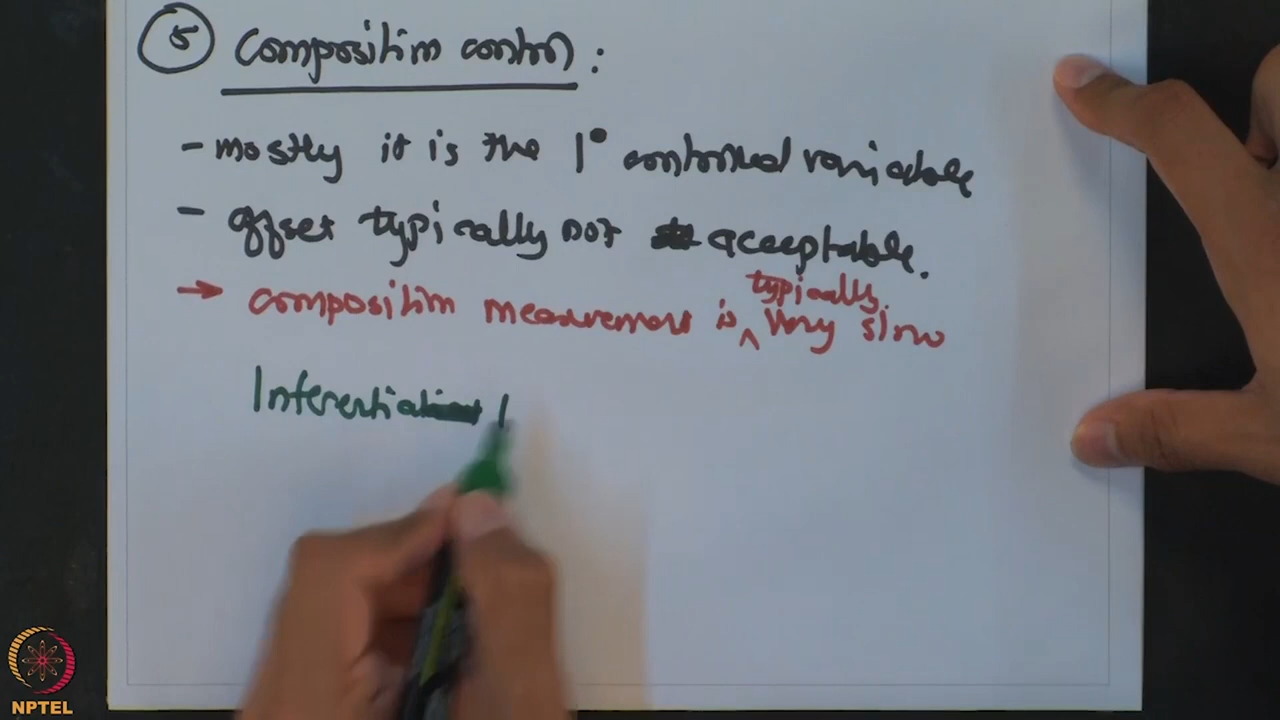 5 Composition control:
- mostly it is the 1° controlled variable
- offset typically not acceptable.
→ composition measurement is ^ typically very slow
Inferential
NPTEL